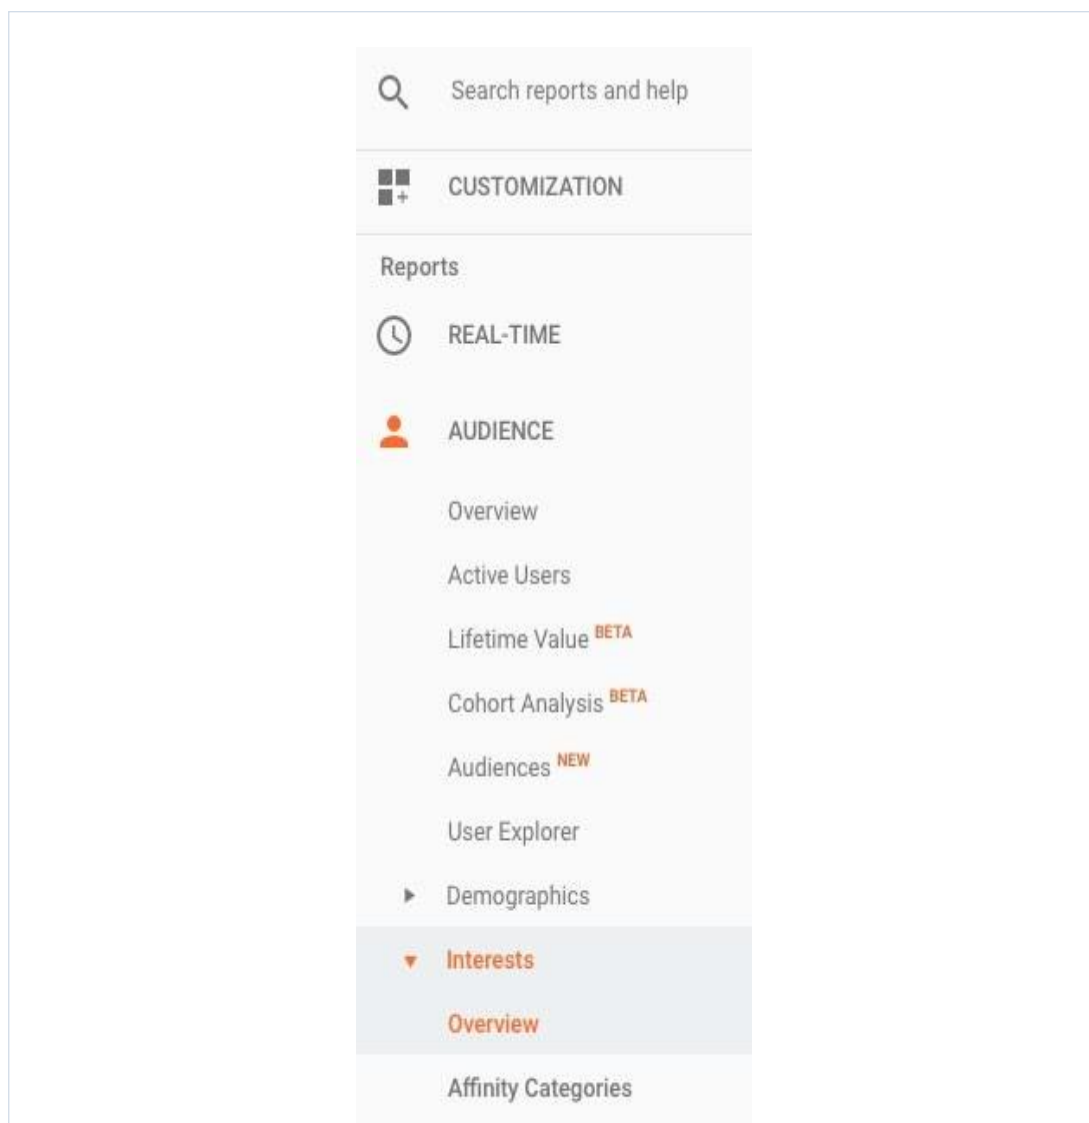 Search reports and help
CUSTOMIZATION
Reports
REAL-TIME
AUDIENCE
Overview
Active Users
Lifetime Value BETA
Cohort Analysis BETA
Audiences NEW
User Explorer
Demographics
Interests
Overview
Affinity Categories